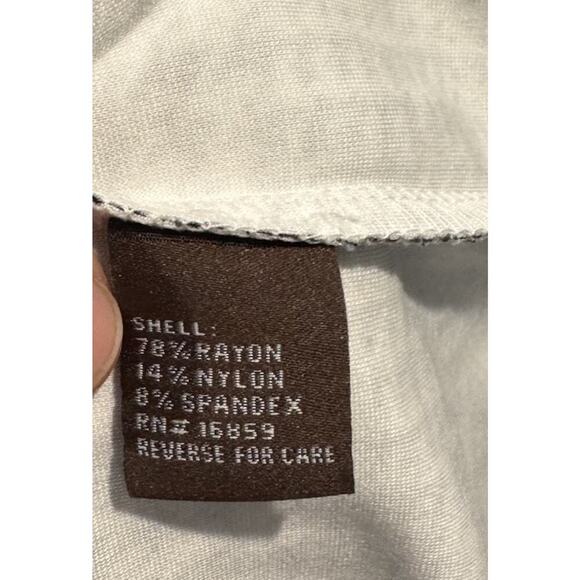 SHELL:
78% RAYON
14% NYLON
8% SPANDEX
RN# 16859
REVERSE FOR CARE